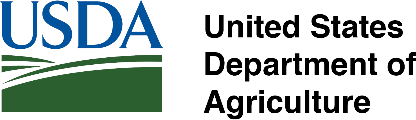 USDA
United States
Department of
Agriculture